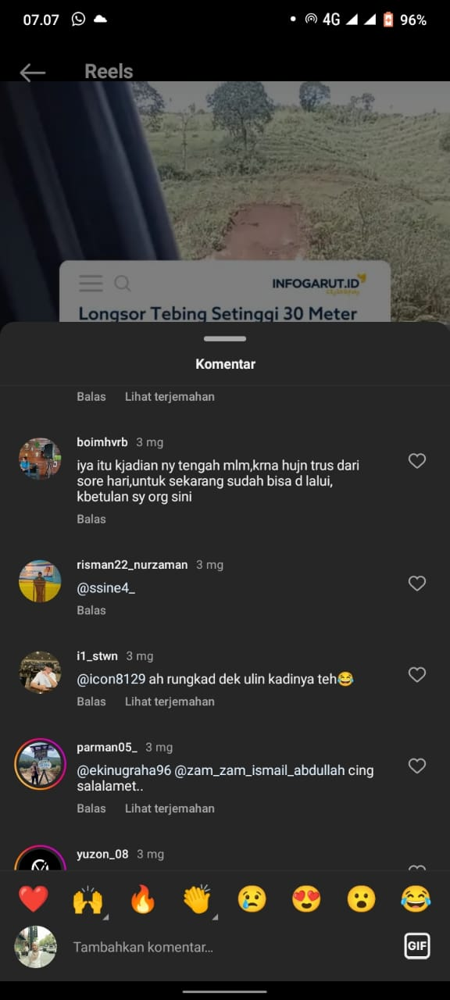 07.07 4G 96%
Reels
INFOGARUT.ID
Longsor Tebing Setinggi 30 Meter
Komentar
Balas Lihat terjemahan
boimhvrb 3 mg
iya itu kjadian ny tengah mlm,krna hujn trus dari
sore hari,untuk sekarang sudah bisa d lalui,
kbetulan sy org sini
Balas
risman22_nurzaman 3 mg
@ssine4_
Balas
i1_stwn 3 mg
@icon8129 ah rungkad dek ulin kadinya teh😂
Balas Lihat terjemahan
parman05_ 3 mg
@ekinugraha96 @zam_zam_ismail_abdullah cing
salalamet..
Balas Lihat terjemahan
yuzon_08 3 mg
Tambahkan komentar...
GIF